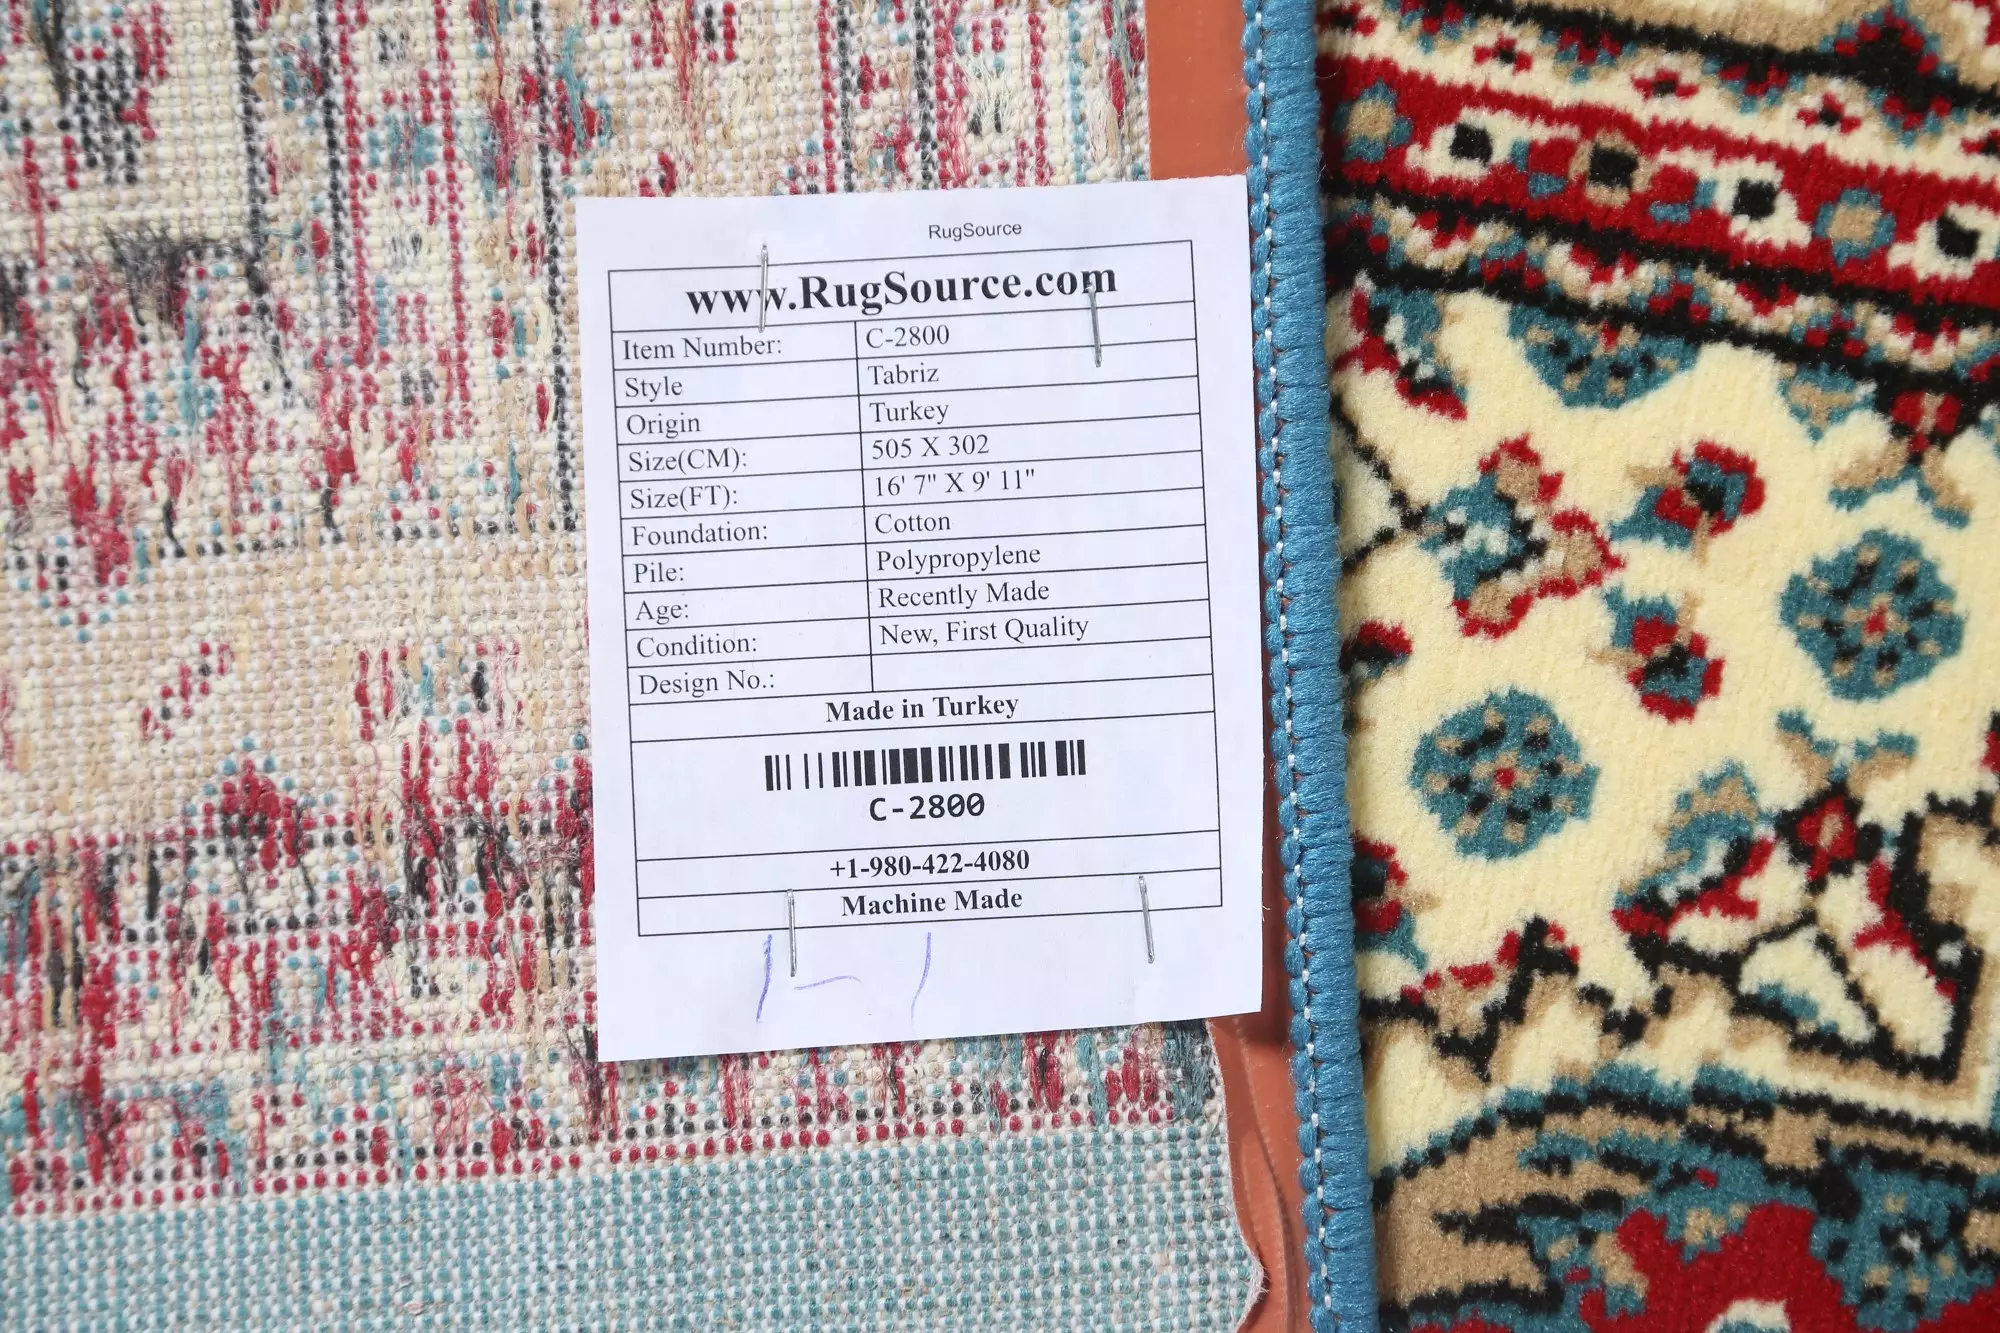 RugSource
www.RugSource.com
Item Number: C-2800
Style Tabriz
Origin Turkey
Size(CM): 505 X 302
Size(FT): 16' 7" X 9' 11"
Foundation: Cotton
Pile: Polypropylene
Age: Recently Made
Condition: New, First Quality
Design No.:
Made in Turkey
C-2800
+1-980-422-4080
Machine Made
1-1